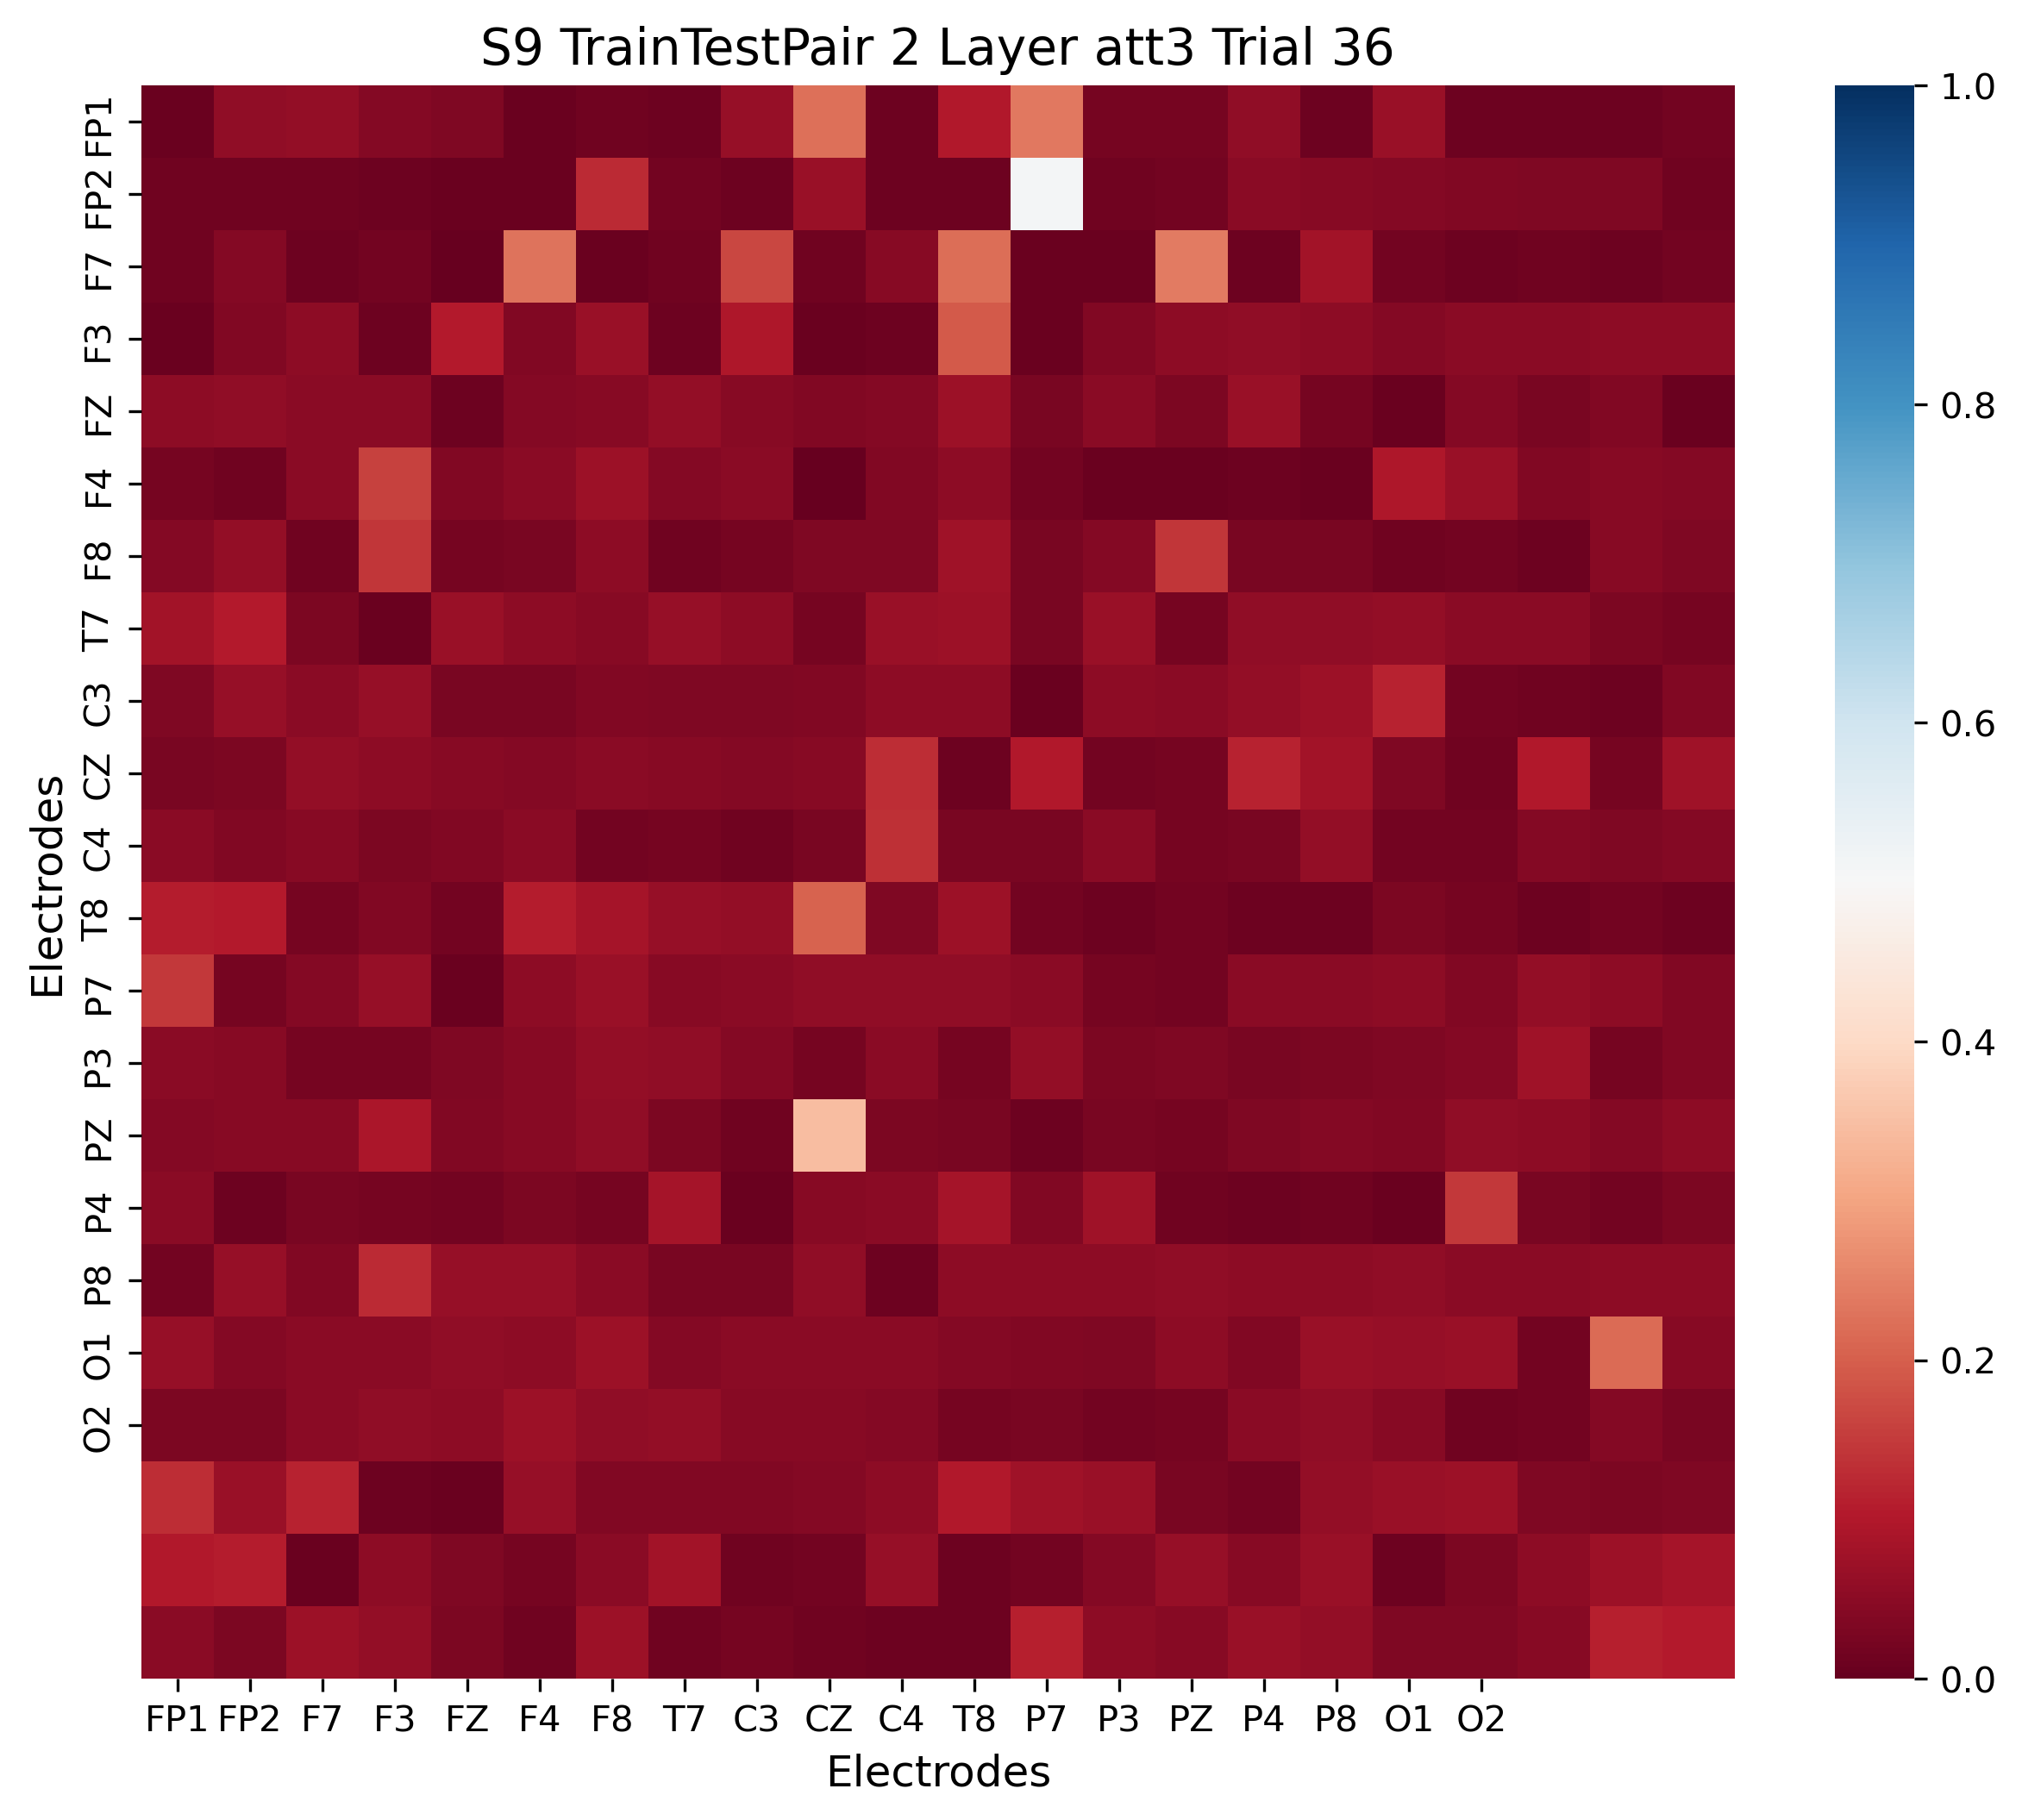 S9 TrainTestPair 2 Layer att3 Trial 36
Electrodes
FP1
FP2
F7
F3
FZ
F4
F8
T7
C3
CZ
C4
T8
P7
P3
PZ
P4
P8
O1
O2
FP1 FP2 F7 F3 FZ F4 F8 T7 C3 CZ C4 T8 P7 P3 PZ P4 P8 O1 O2
Electrodes
1.0
0.8
0.6
0.4
0.2
0.0